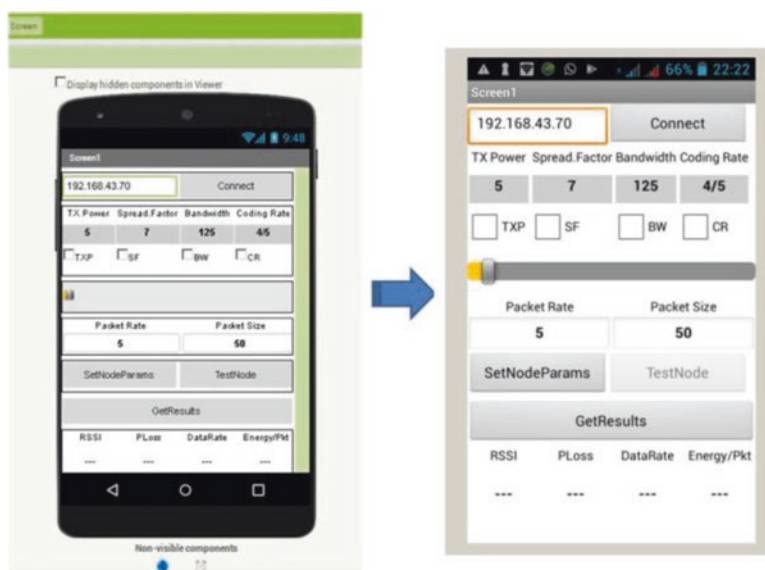 Screen
Display hidden components in Viewer
9:48
Screen1
192.168.43.70 Connect
TX Power Spread.Factor Bandwidth Coding Rate
5 7 125 4/5
TXP SF BW CR
Packet Rate Packet Size
5 50
SetNodeParams TestNode
GetResults
RSSI PLoss DataRate Energy/Pkt
--- --- --- ---
Non-visible components
66% 22:22
Screen1
192.168.43.70 Connect
TX Power Spread.Factor Bandwidth Coding Rate
5 7 125 4/5
TXP SF BW CR
Packet Rate Packet Size
5 50
SetNodeParams TestNode
GetResults
RSSI PLoss DataRate Energy/Pkt
--- --- --- ---